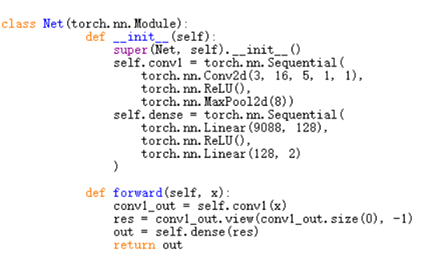 class Net(torch.nn.Module):
    def __init__(self):
        super(Net, self).__init__()
        self.conv1 = torch.nn.Sequential(
            torch.nn.Conv2d(3, 16, 5, 1, 1),
            torch.nn.ReLU(),
            torch.nn.MaxPool2d(8))
        self.dense = torch.nn.Sequential(
            torch.nn.Linear(9088, 128),
            torch.nn.ReLU(),
            torch.nn.Linear(128, 2)
        )

    def forward(self, x):
        conv1_out = self.conv1(x)
        res = conv1_out.view(conv1_out.size(0), -1)
        out = self.dense(res)
        return out